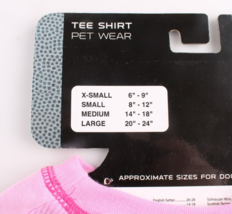 TEE SHIRT
PET WEAR
X-SMALL 6" - 9"
SMALL 8" - 12"
MEDIUM 14" - 18"
LARGE 20" - 24"
APPROXIMATE SIZES FOR DO